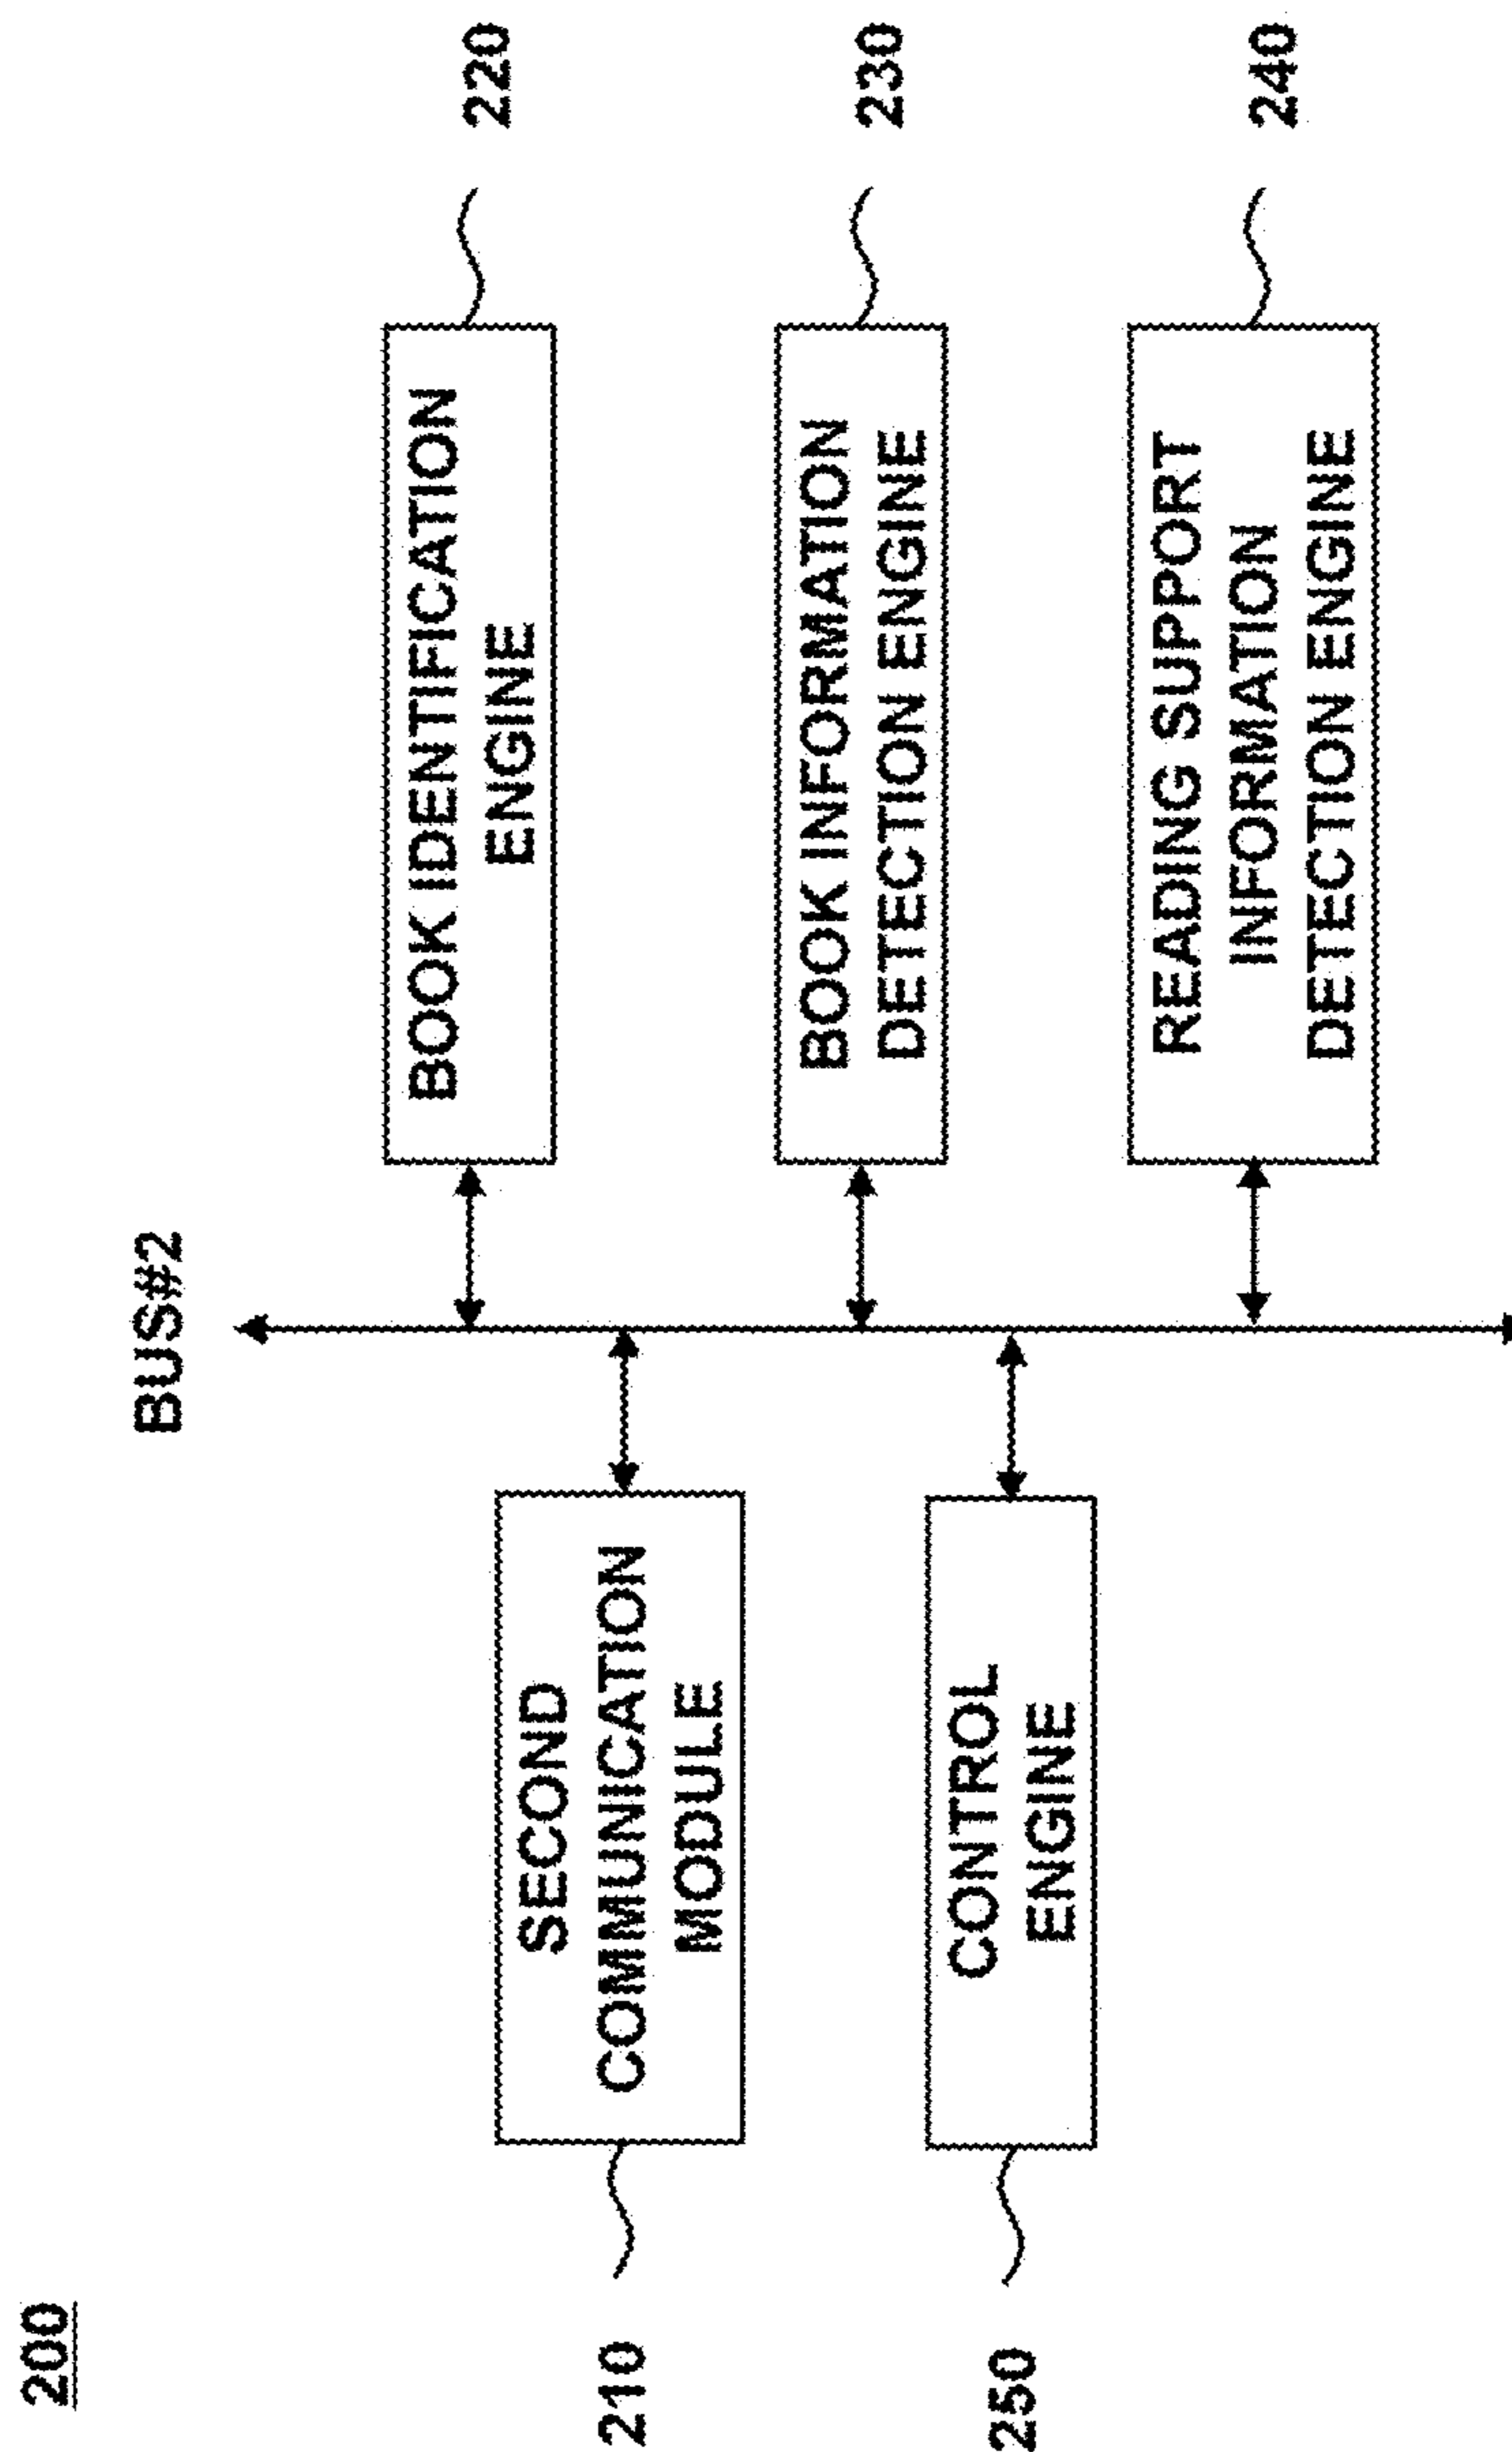 200
BUS#2
210
SECOND
COMMUNICATION
MODULE
BOOK IDENTIFICATION
ENGINE
220
250
CONTROL
ENGINE
BOOK INFORMATION
DETECTION ENGINE
230
READING SUPPORT
INFORMATION
DETECTION ENGINE
240